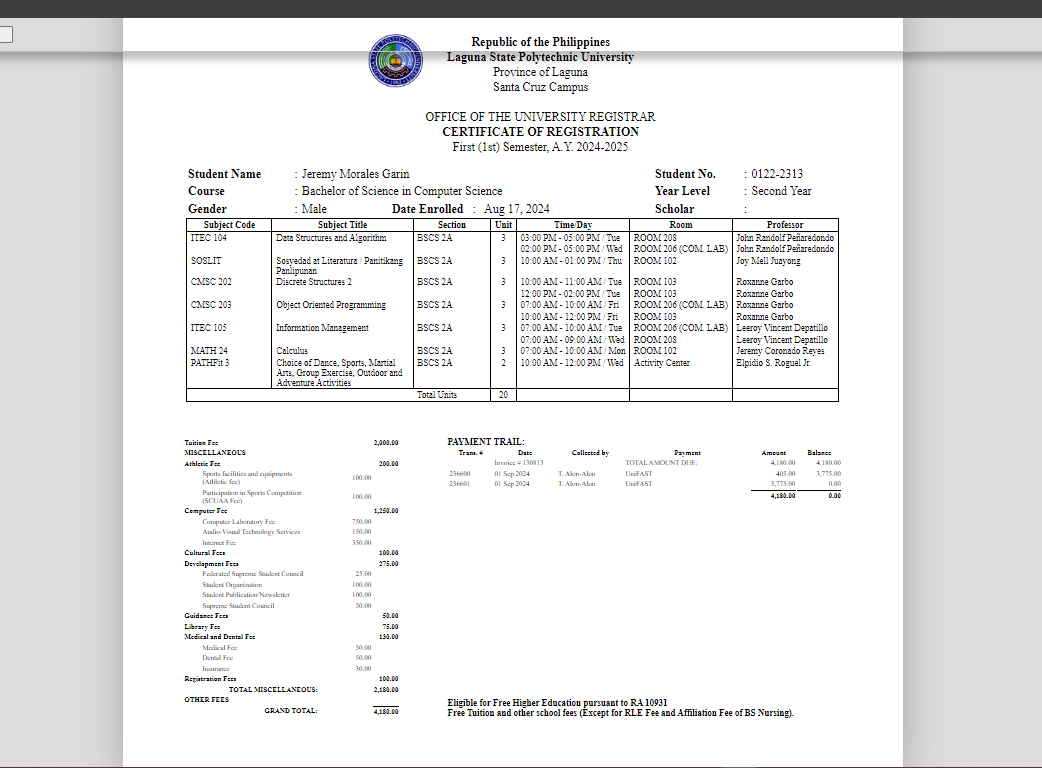 Republic of the Philippines
Laguna State Polytechnic University
Province of Laguna
Santa Cruz Campus
OFFICE OF THE UNIVERSITY REGISTRAR
CERTIFICATE OF REGISTRATION
First (1st) Semester, A.Y. 2024-2025
Student Name : Jeremy Morales Garin Student No. : 0122-2313
Course : Bachelor of Science in Computer Science Year Level : Second Year
Gender : Male Date Enrolled : Aug 17, 2024 Scholar :
Subject Code Subject Title Section Unit Time/Day Room Professor
ITEC 104 Data Structures and Algorithm BSCS 2A 3 03:00 PM - 05:00 PM / Tue ROOM 208 John Randolf Peñaredondo
02:00 PM - 05:00 PM / Wed ROOM 206 (COM. LAB) John Randolf Peñaredondo
SOSLIT Sosyedad at Literatura / Panitikang BSCS 2A 3 10:00 AM - 01:00 PM / Thu ROOM 102 Joy Mell Juayong
Panlipunan
CMSC 202 Discrete Structures 2 BSCS 2A 3 10:00 AM - 11:00 AM / Tue ROOM 103 Roxanne Garbo
12:00 PM - 02:00 PM / Tue ROOM 103 Roxanne Garbo
CMSC 203 Object Oriented Programming BSCS 2A 3 07:00 AM - 10:00 AM / Fri ROOM 206 (COM. LAB) Roxanne Garbo
10:00 AM - 12:00 PM / Fri ROOM 103 Roxanne Garbo
ITEC 105 Information Management BSCS 2A 3 07:00 AM - 10:00 AM / Tue ROOM 206 (COM. LAB) Leeroy Vincent Depatillo
07:00 AM - 09:00 AM / Wed ROOM 208 Leeroy Vincent Depatillo
MATH 24 Calculus BSCS 2A 3 07:00 AM - 10:00 AM / Mon ROOM 102 Jeremy Coronado Reyes
PATHFit 3 Choice of Dance, Sports, Martial BSCS 2A 2 10:00 AM - 12:00 PM / Wed Activity Center Elpidio S. Roguel Jr.
Arts, Group Exercise, Outdoor and
Adventure Activities
Total Units 20
Tuition Fee 2,000.00
MISCELLANEOUS
Athletic Fee 200.00
Sports facilities and equipments
(Athletic fee) 100.00
Participation in Sports Competition
(SCUAA Fee) 100.00
Computer Fee 1,250.00
Computer Laboratory Fee 750.00
Audio-Visual Technology Services 150.00
Internet Fee 350.00
Cultural Fees 100.00
Development Fees 275.00
Federated Supreme Student Council 25.00
Student Organization 100.00
Student Publication/Newsletter 100.00
Supreme Student Council 50.00
Guidance Fees 50.00
Library Fee 75.00
Medical and Dental Fee 130.00
Medical Fee 50.00
Dental Fee 50.00
Insurance 30.00
Registration Fees 100.00
TOTAL MISCELLANEOUS: 2,180.00
OTHER FEES
GRAND TOTAL: 4,180.00
PAYMENT TRAIL:
Trans. # Date Collected by Payment Amount Balance
Invoice # 130813 TOTAL AMOUNT DUE: 4,180.00 4,180.00
236600 01 Sep 2024 T. Alon-Alon UniFAST 405.00 3,775.00
236601 01 Sep 2024 T. Alon-Alon UniFAST 3,775.00 0.00
4,180.00 0.00
Eligible for Free Higher Education pursuant to RA 10931
Free Tuition and other school fees (Except for RLE Fee and Affiliation Fee of BS Nursing).